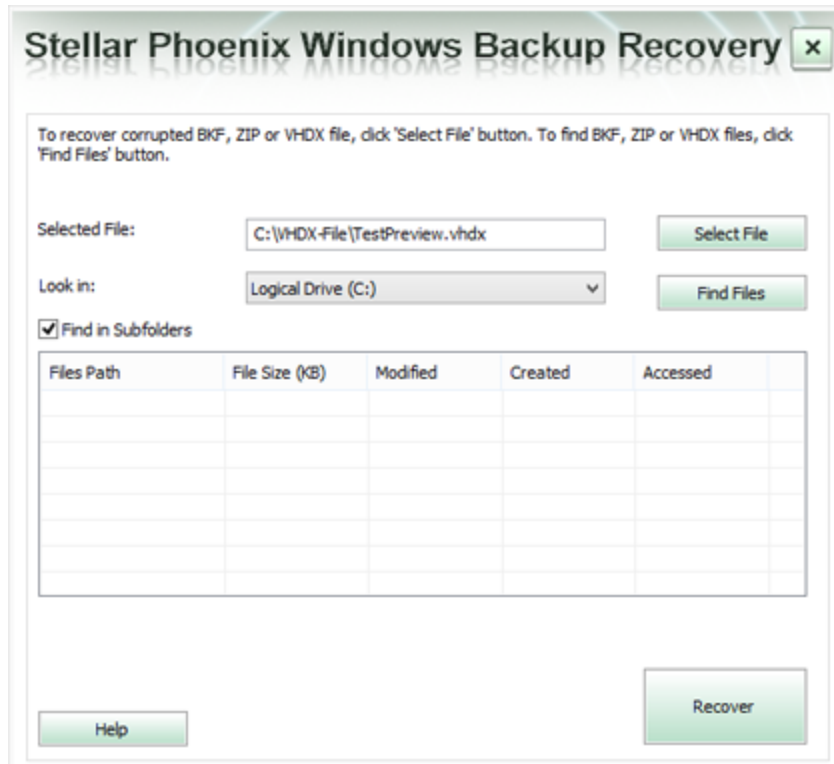 Stellar Phoenix Windows Backup Recovery
To recover corrupted BKF, ZIP or VHDX file, click 'Select File' button. To find BKF, ZIP or VHDX files, click
'Find Files' button.
Selected File: C:\VHDX-File\TestPreview.vhdx Select File
Look in: Logical Drive (C:) Find Files
Find in Subfolders
Files Path File Size (KB) Modified Created Accessed
Recover
Help